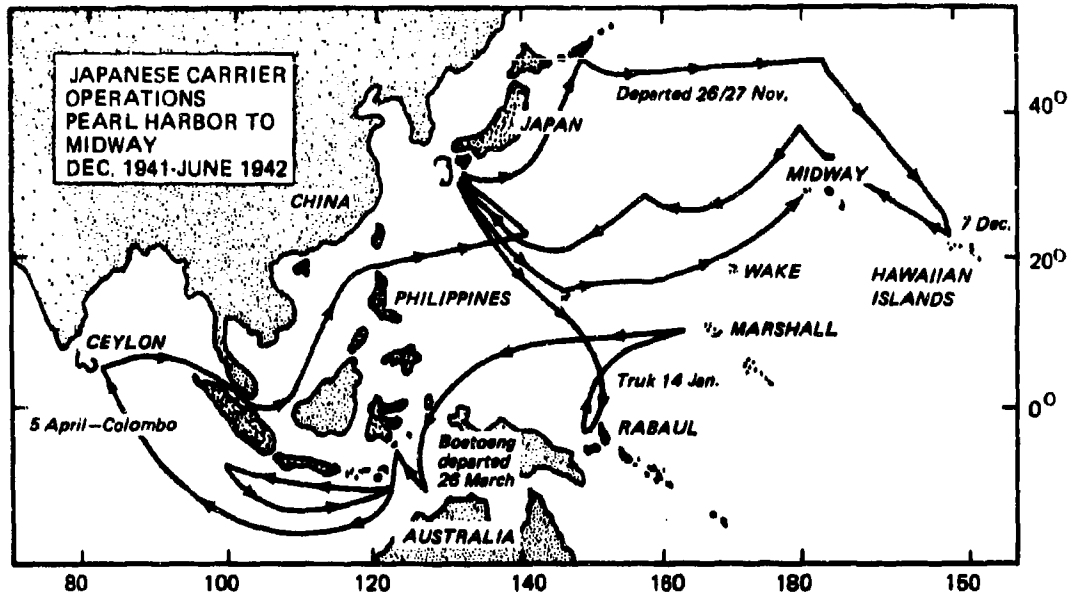 JAPANESE CARRIER
OPERATIONS
PEARL HARBOR TO
MIDWAY
DEC. 1941-JUNE 1942
Departed 26/27 Nov.
40⁰
JAPAN
MIDWAY
CHINA
7 Dec.
20⁰
WAKE
HAWAIIAN
ISLANDS
PHILIPPINES
MARSHALL
CEYLON
Truk 14 Jan.
0⁰
5 April—Colombo
RABAUL
Boetoeng
departed
26 March
AUSTRALIA
80 100 120 140 160 180 150